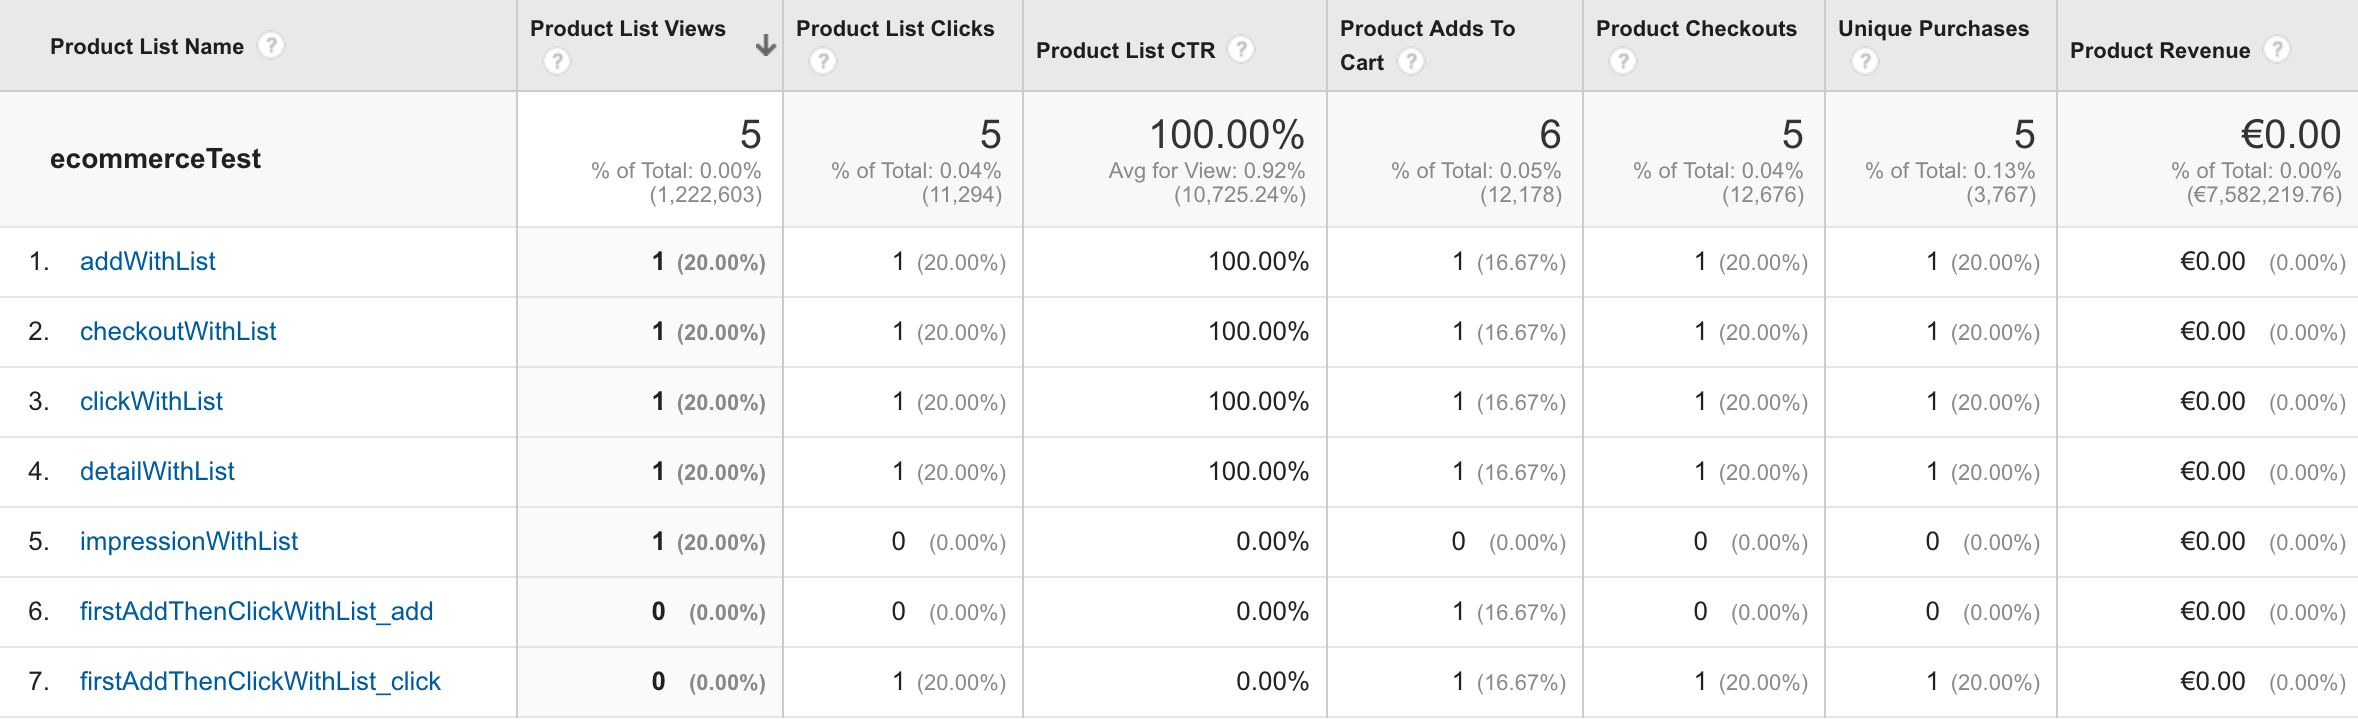 Product List Name ?
Product List Views ?
Product List Clicks ?
Product List CTR ?
Product Adds To Cart ?
Product Checkouts ?
Unique Purchases ?
Product Revenue ?
ecommerceTest
5
% of Total: 0.00%
(1,222,603)
5
% of Total: 0.04%
(11,294)
100.00%
Avg for View: 0.92%
(10,725.24%)
6
% of Total: 0.05%
(12,178)
5
% of Total: 0.04%
(12,676)
5
% of Total: 0.13%
(3,767)
€0.00
% of Total: 0.00%
(€7,582,219.76)
1. addWithList 1 (20.00%) 1 (20.00%) 100.00% 1 (16.67%) 1 (20.00%) 1 (20.00%) €0.00 (0.00%)
2. checkoutWithList 1 (20.00%) 1 (20.00%) 100.00% 1 (16.67%) 1 (20.00%) 1 (20.00%) €0.00 (0.00%)
3. clickWithList 1 (20.00%) 1 (20.00%) 100.00% 1 (16.67%) 1 (20.00%) 1 (20.00%) €0.00 (0.00%)
4. detailWithList 1 (20.00%) 1 (20.00%) 100.00% 1 (16.67%) 1 (20.00%) 1 (20.00%) €0.00 (0.00%)
5. impressionWithList 1 (20.00%) 0 (0.00%) 0.00% 0 (0.00%) 0 (0.00%) 0 (0.00%) €0.00 (0.00%)
6. firstAddThenClickWithList_add 0 (0.00%) 0 (0.00%) 0.00% 1 (16.67%) 0 (0.00%) 0 (0.00%) €0.00 (0.00%)
7. firstAddThenClickWithList_click 0 (0.00%) 1 (20.00%) 0.00% 1 (16.67%) 1 (20.00%) 1 (20.00%) €0.00 (0.00%)